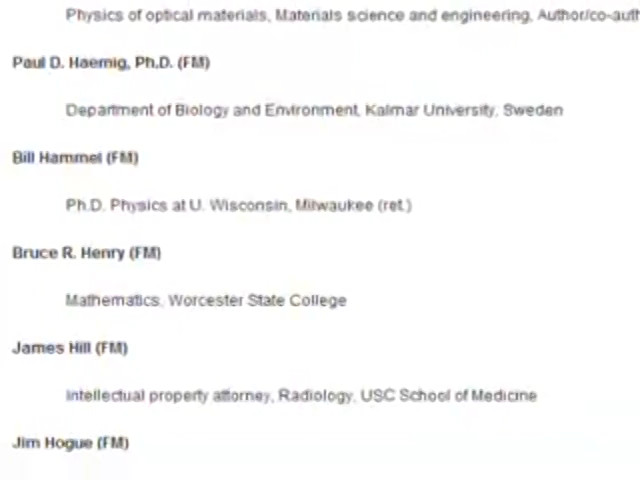 Physics of optical materials, Materials science and engineering, Author/co-auth
Paul D. Haemig, Ph.D. (FM)
Department of Biology and Environment, Kalmar University, Sweden
Bill Hammel (FM)
Ph.D. Physics at U. Wisconsin, Milwaukee (ret.)
Bruce R. Henry (FM)
Mathematics, Worcester State College
James Hill (FM)
Intellectual property attorney, Radiology, USC School of Medicine
Jim Hogue (FM)